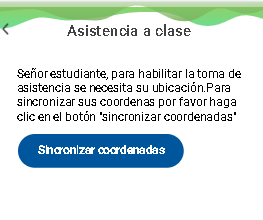 Asistencia a clase
Señor estudiante, para habilitar la toma de
asistencia se necesita su ubicación.Para
sincronizar sus coordenas por favor haga
clic en el botón "sincronizar coordenadas"
Sincronizar coordenadas